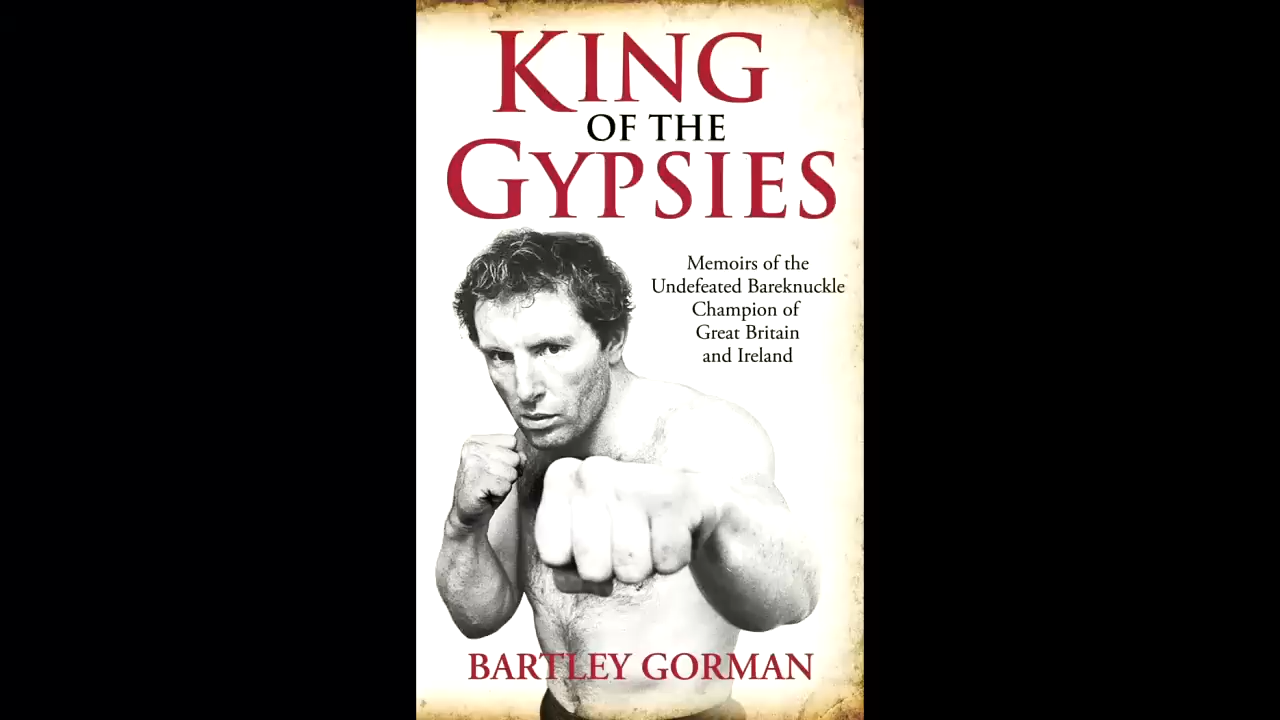 KING
OF THE
GYPSIES
Memoirs of the
Undefeated Bareknuckle
Champion of
Great Britain
and Ireland
BARTLEY GORMAN